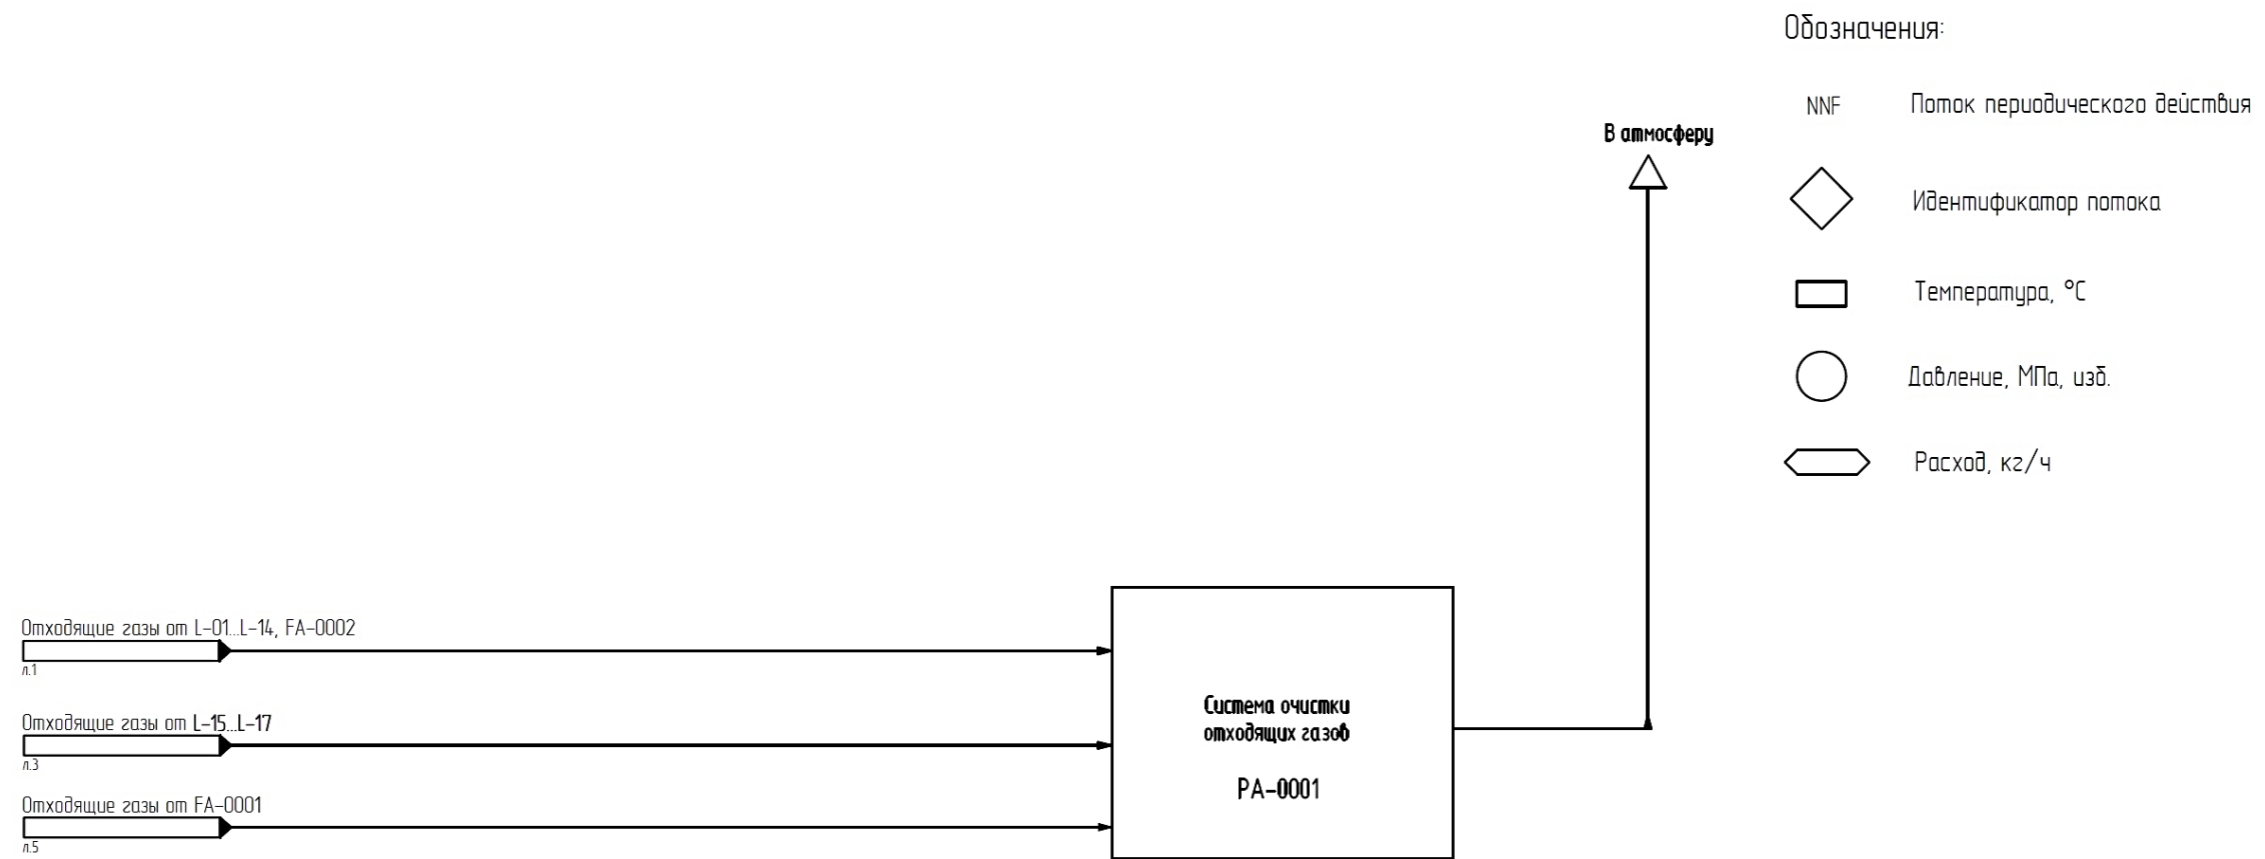 Обозначения:
NNF Поток периодического действия
В атмосферу
Идентификатор потока
Температура, °С
Давление, МПа, изб.
Расход, кг/ч
Отходящие газы от L-01...L-14, FA-0002
л.1
Отходящие газы от L-15...L-17
л.3
Отходящие газы от FA-0001
л.5
Система очистки
отходящих газов
PA-0001